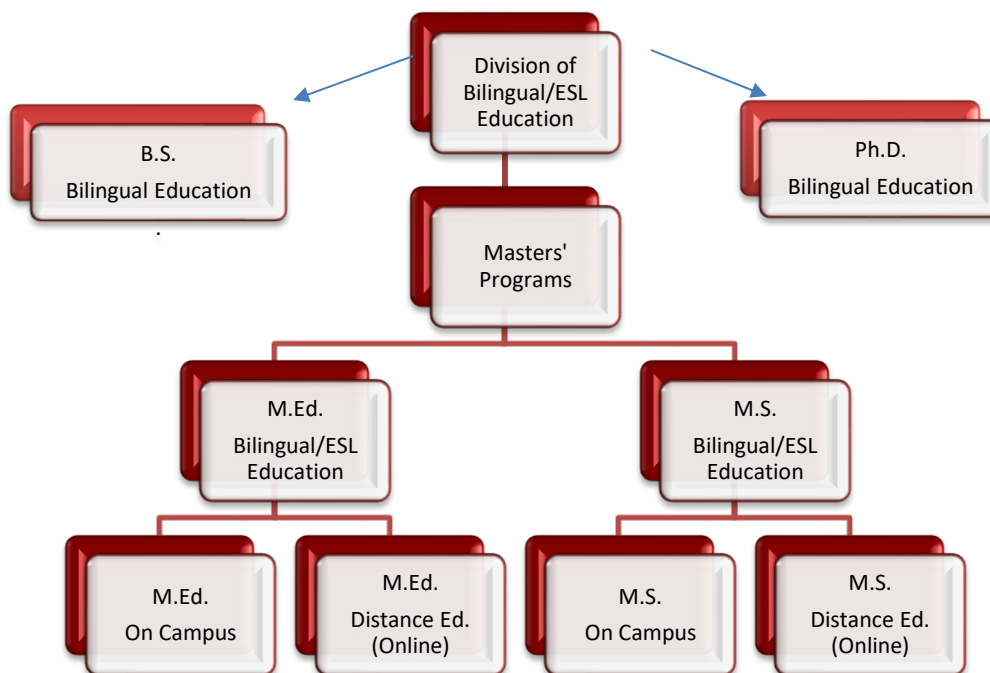 Division of
Bilingual/ESL
Education
B.S.
Bilingual Education
.
Ph.D.
Bilingual Education
Masters'
Programs
M.Ed.
Bilingual/ESL
Education
M.S.
Bilingual/ESL
Education
M.Ed.
On Campus
M.Ed.
Distance Ed.
(Online)
M.S.
On Campus
M.S.
Distance Ed.
(Online)